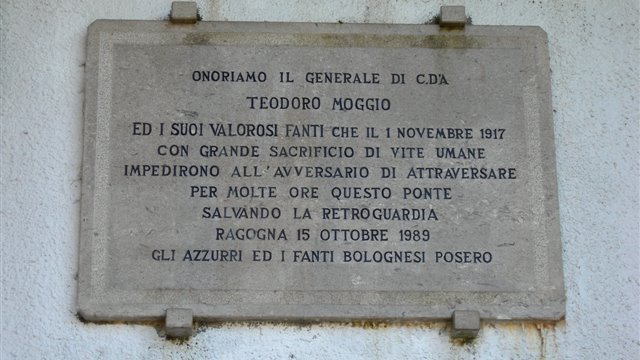 ONORIAMO IL GENERALE DI C.D'A
TEODORO MOGGIO
ED I SUOI VALOROSI FANTI CHE IL 1 NOVEMBRE 1917
CON GRANDE SACRIFICIO DI VITE UMANE
IMPEDIRONO ALL'AVVERSARIO DI ATTRAVERSARE
PER MOLTE ORE QUESTO PONTE
SALVANDO LA RETROGUARDIA
RAGOGNA 15 OTTOBRE 1989
GLI AZZURRI ED I FANTI BOLOGNESI POSERO